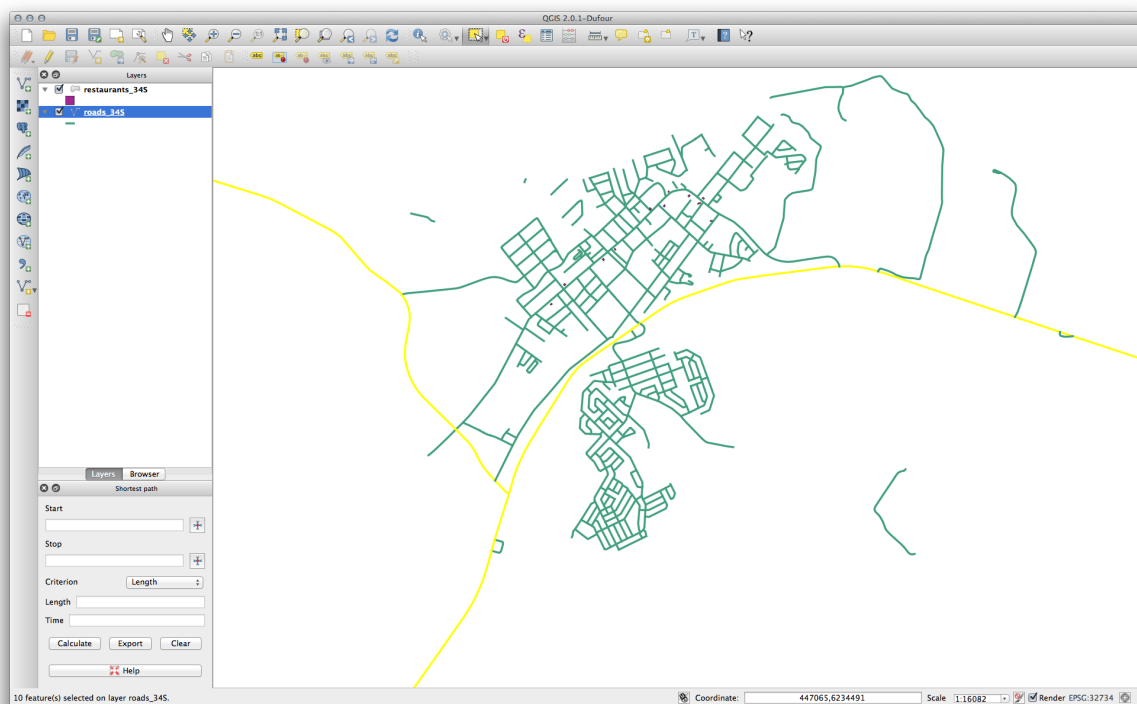 QGIS 2.0.1-Dufour
Layers
restaurants_34S
roads_34S
Layers Browser
Shortest path
Start
Stop
Criterion Length
Length
Time
Calculate Export Clear
Help
10 feature(s) selected on layer roads_34S.
Coordinate: 447065,6234491 Scale 1:16082 Render EPSG:32734